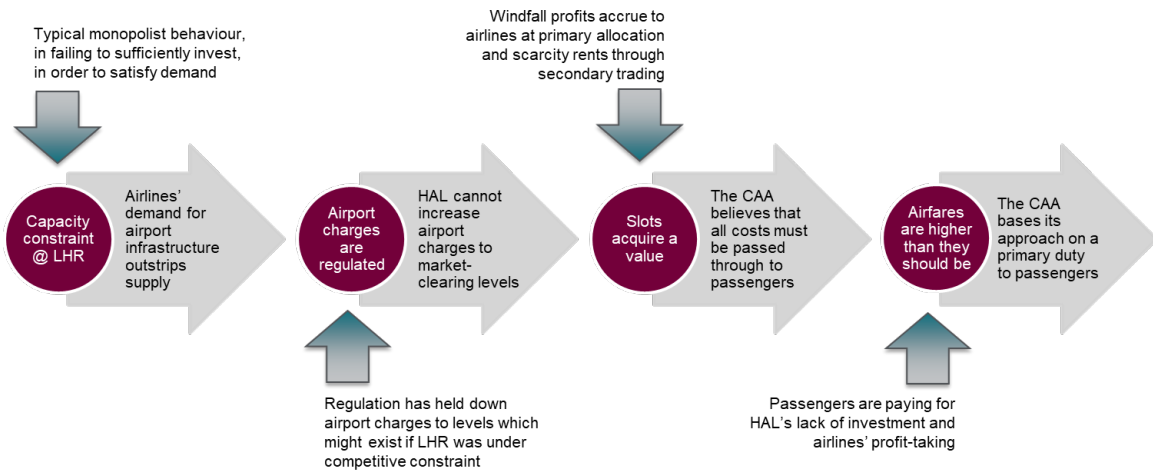 Typical monopolist behaviour,
in failing to sufficiently invest,
in order to satisfy demand
Windfall profits accrue to
airlines at primary allocation
and scarcity rents through
secondary trading
Capacity
constraint
@ LHR
Airlines’
demand for
airport
infrastructure
outstrips
supply
Airport
charges
are
regulated
HAL cannot
increase
airport
charges to
market-
clearing levels
Slots
acquire a
value
The CAA
believes that
all costs must
be passed
through to
passengers
Airfares
are higher
than they
should be
The CAA
bases its
approach on a
primary duty
to passengers
Regulation has held down
airport charges to levels which
might exist if LHR was under
competitive constraint
Passengers are paying for
HAL’s lack of investment and
airlines’ profit-taking